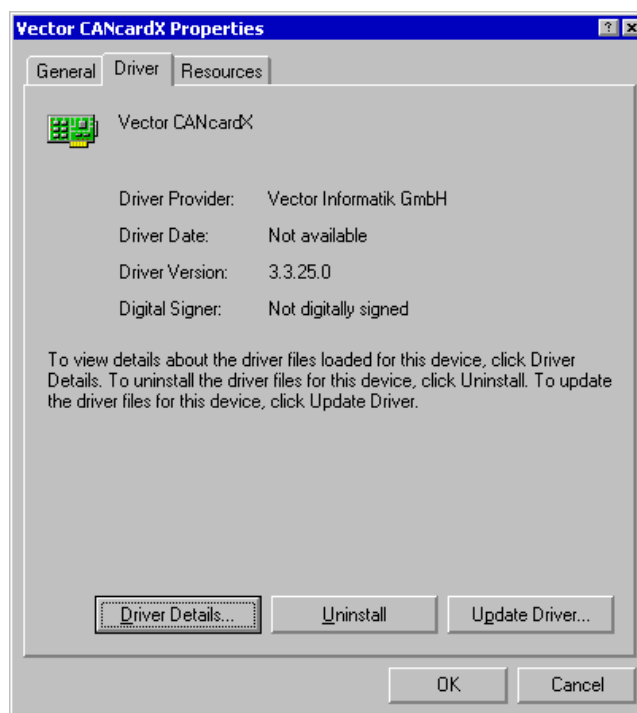 Vector CANcardX Properties
General Driver Resources
Vector CANcardX
Driver Provider: Vector Informatik GmbH
Driver Date: Not available
Driver Version: 3.3.25.0
Digital Signer: Not digitally signed
To view details about the driver files loaded for this device, click Driver
Details. To uninstall the driver files for this device, click Uninstall. To update
the driver files for this device, click Update Driver.
Driver Details... Uninstall Update Driver...
OK Cancel